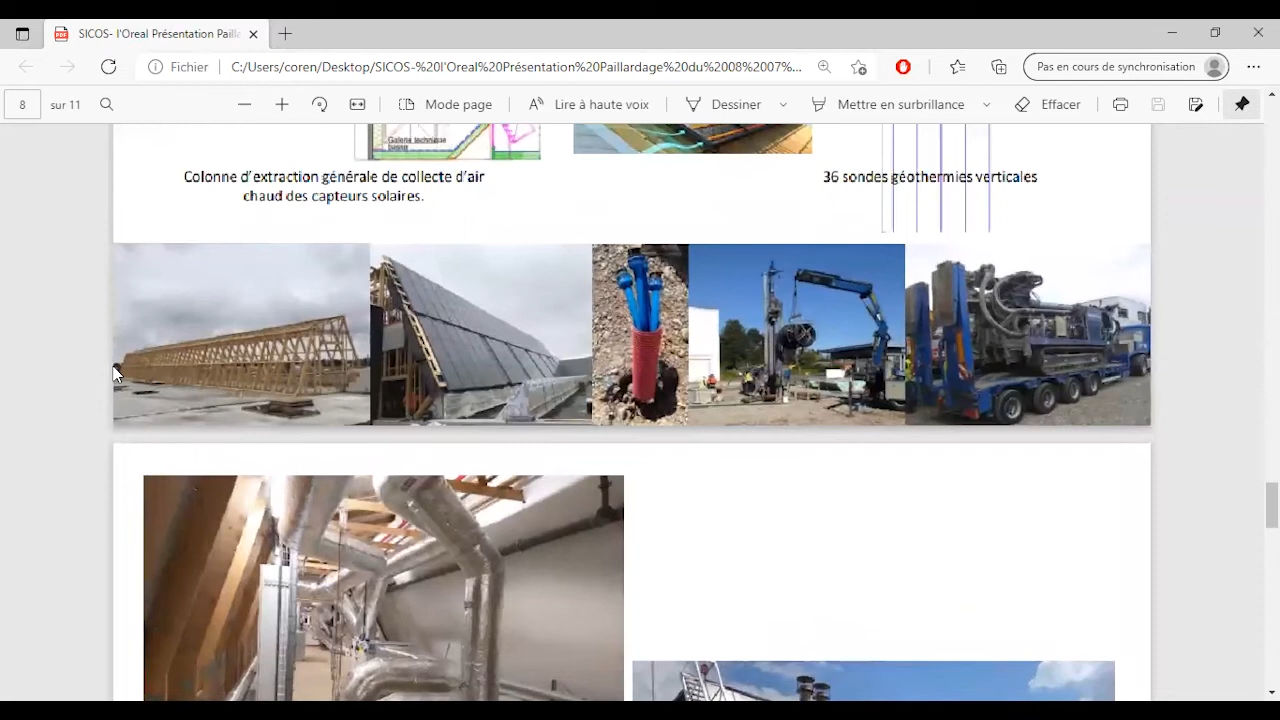 SICOS- l'Oreal Présentation Paill
Fichier
C:/Users/coren/Desktop/SICOS-%20l'Oreal%20Présentation%20Paillardage%20du%2008%2007%...
Pas en cours de synchronisation
8 sur 11
Mode page
Lire à haute voix
Dessiner
Mettre en surbrillance
Effacer
Galerie technique
Colonne d'extraction générale de collecte d'air
chaud des capteurs solaires.
36 sondes géothermies verticales